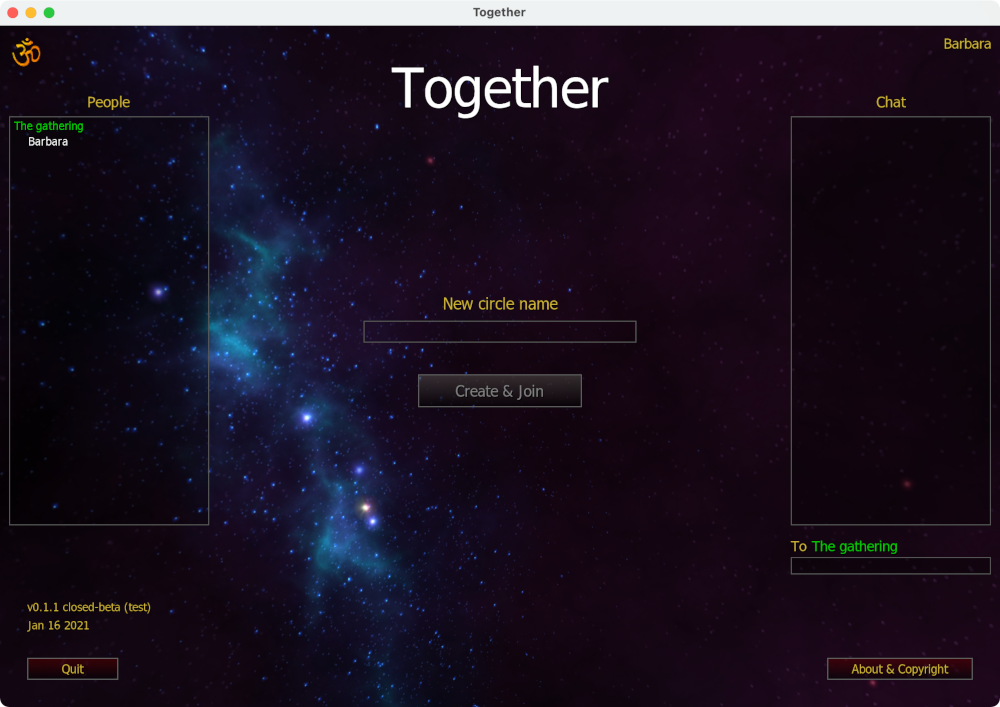 Together
ॐ
Barbara
Together
People
Chat
The gathering
Barbara
New circle name
Create & Join
To The gathering
v0.1.1 closed-beta (test)
Jan 16 2021
Quit
About & Copyright